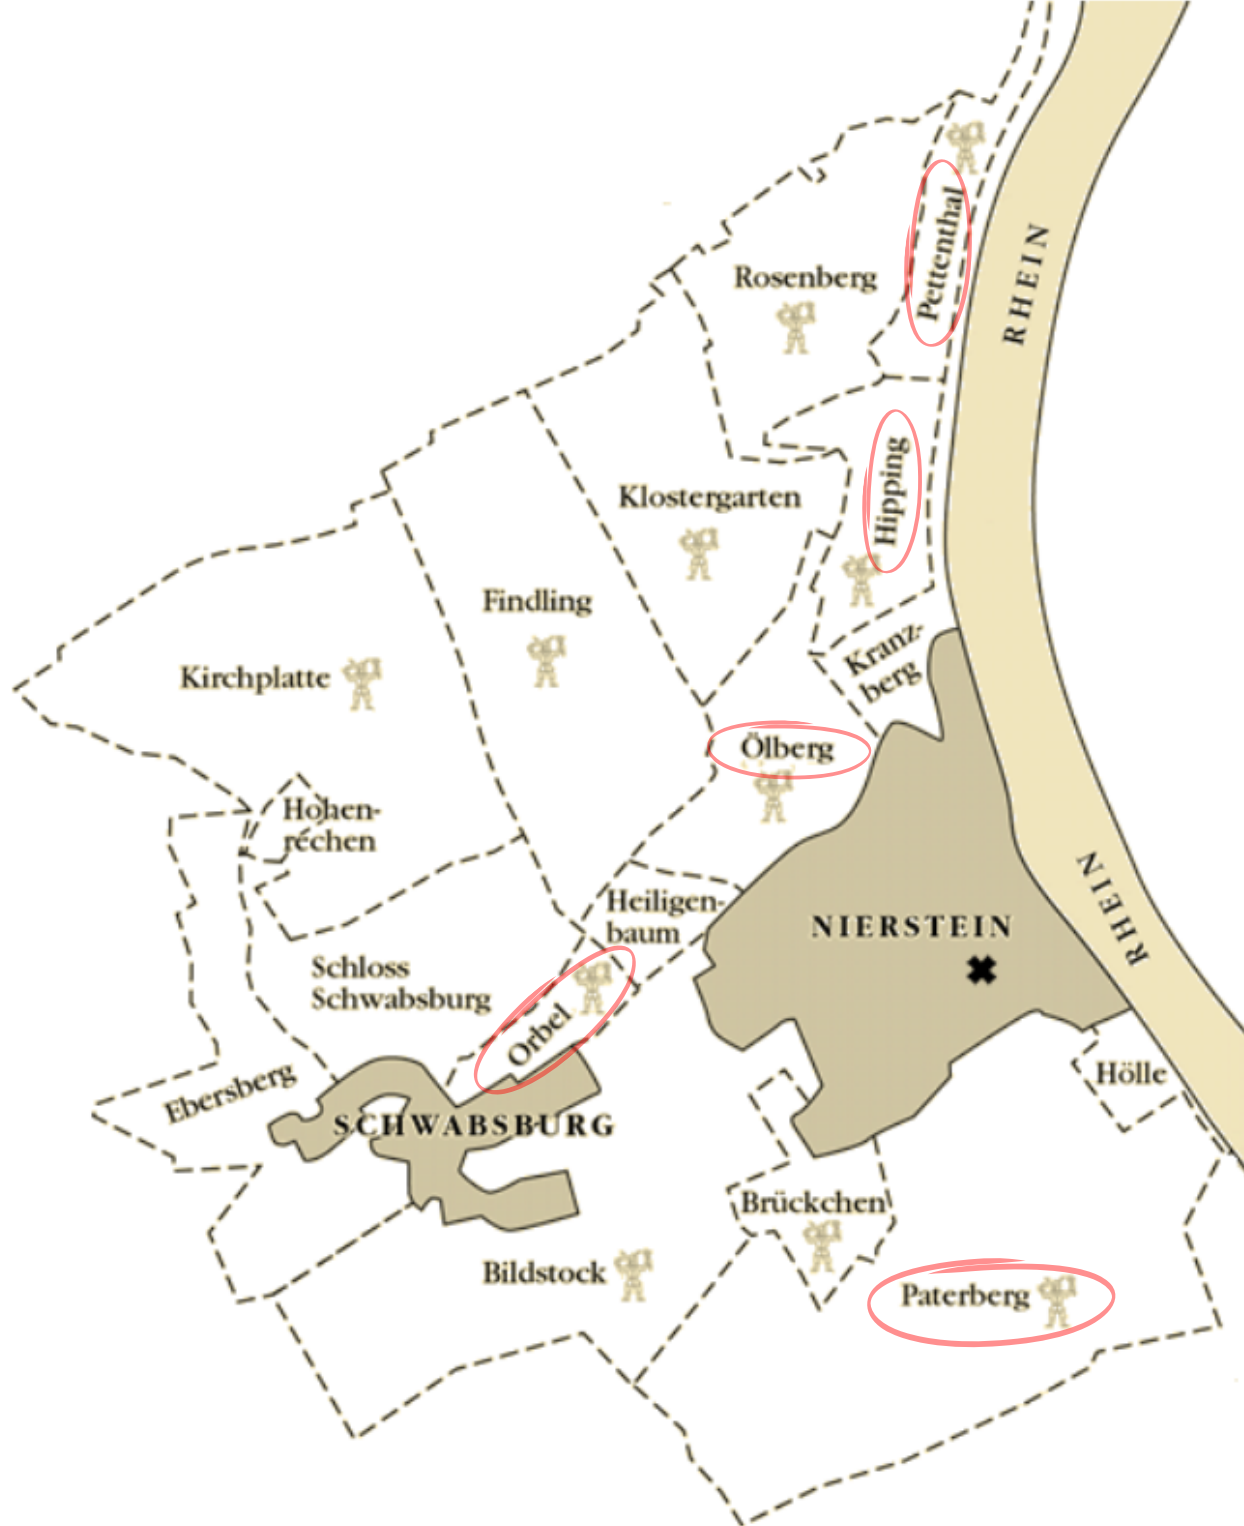 Pettenthal
RHEIN
Rosenberg
Hipping
Klostergarten
Findling
Kranz-
berg
Kirchplatte
Ölberg
Hohen-
rechen
Heiligen-
baum
NIERSTEIN
RHEIN
Schloss
Schwabsburg
Orbel
Ebersberg
Hölle
SCHWABSBURG
Brückchen
Bildstock
Paterberg